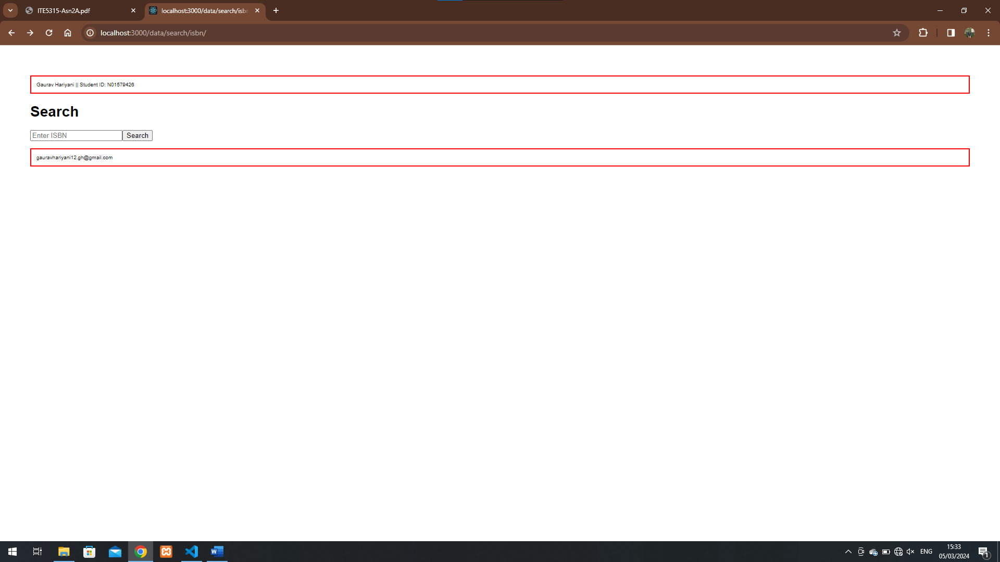 ITE5315-Asn2A.pdf
localhost:3000/data/search/isbn
localhost:3000/data/search/isbn/
Gaurav Hariyani || Student ID: N01579426
Search
Enter ISBN Search
gauravhariyani12.gh@gmail.com
ENG
15:33
05/03/2024
1